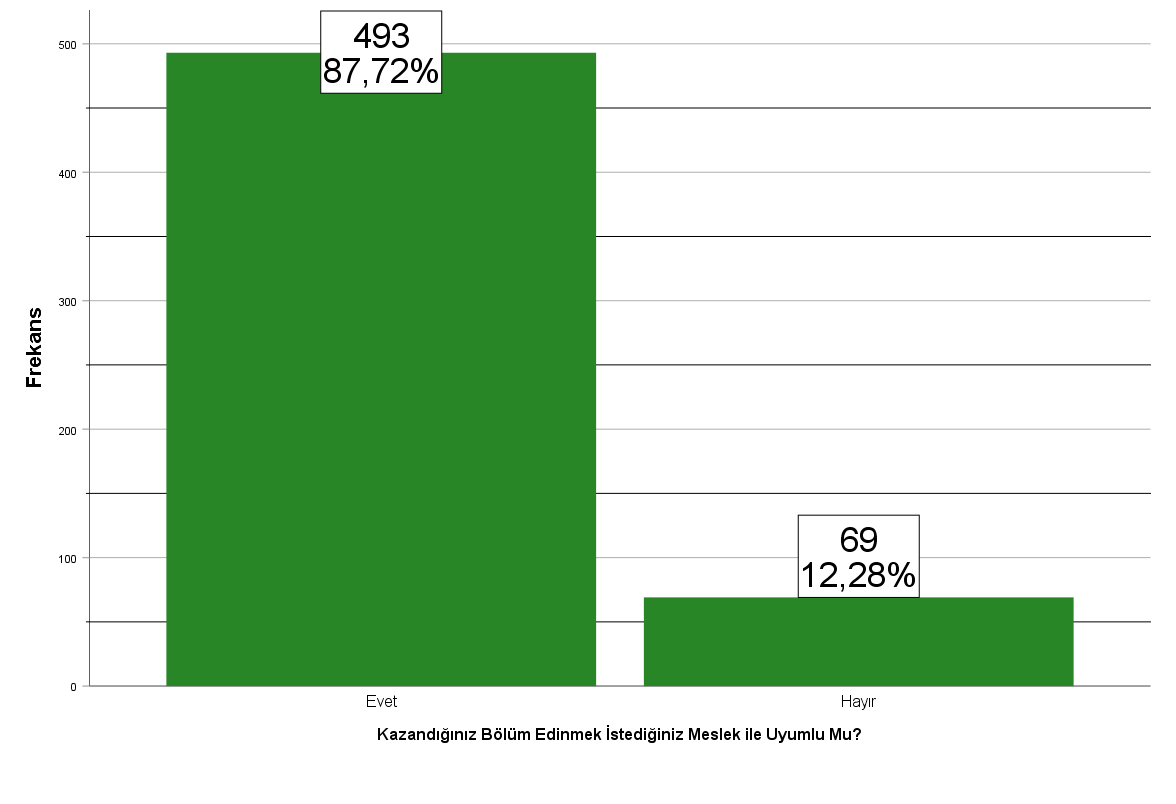 493
87,72%
500
400
300
200
100
0
Frekans
69
12,28%
Evet
Hayır
Kazandığınız Bölüm Edinmek İstediğiniz Meslek ile Uyumlu Mu?